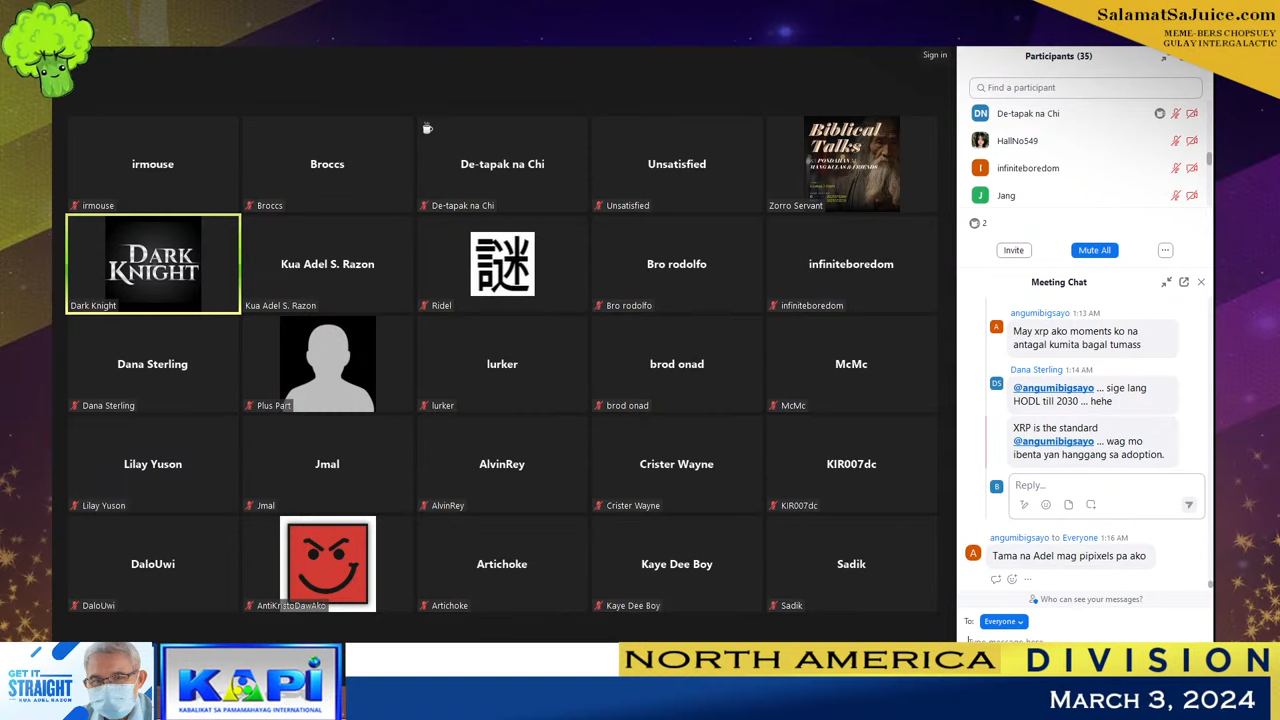 SalamatSaJuice.com
MEME-BERS CHOPSUEY
GULAY INTERGALACTIC
Sign in
irmouse
irmouse
Broccs
Broccs
De-tapak na Chi
De-tapak na Chi
Unsatisfied
Unsatisfied
Biblical
Talks
Zorro Servant
DARK
KNIGHT
Dark Knight
Kua Adel S. Razon
Kua Adel S. Razon
謎
Ridel
Bro rodolfo
Bro rodolfo
infiniteboredom
infiniteboredom
Dana Sterling
Dana Sterling
Plus Part
lurker
lurker
brod onad
brod onad
McMc
McMc
Lilay Yuson
Lilay Yuson
Jmal
Jmal
AlvinRey
AlvinRey
Crister Wayne
Crister Wayne
KIR007dc
KIR007dc
DaloUwi
DaloUwi
AntiKristoDawAko
Artichoke
Artichoke
Kaye Dee Boy
Kaye Dee Boy
Sadik
Sadik
Participants (35)
Find a participant
DN De-tapak na Chi
HallNo549
I infiniteboredom
J Jang
2
Invite
Mute All
Meeting Chat
angumibigsayo 1:13 AM
A
May xrp ako moments ko na
antagal kumita bagal tumass
Dana Sterling 1:14 AM
DS
@angumibigsayo ... sige lang
HODL till 2030 ... hehe
XRP is the standard
@angumibigsayo ... wag mo
ibenta yan hanggang sa adoption.
B
Reply...
angumibigsayo to Everyone 1:16 AM
A
Tama na Adel mag pipixels pa ako
Who can see your messages?
To: Everyone
Type message here
GET IT
STRAIGHT
KUA ADEL RAZON
KAPI
KABALIKAT SA PAMAMAHAYAG INTERNATIONAL
NORTH AMERICA DIVISION
MARCH 3, 2024